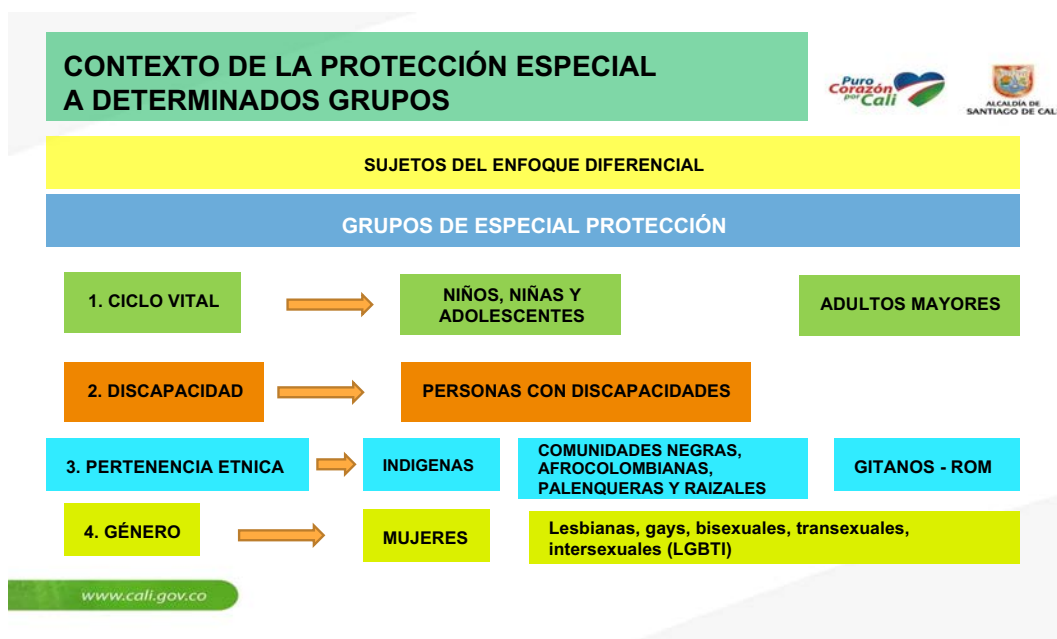 CONTEXTO DE LA PROTECCIÓN ESPECIAL
A DETERMINADOS GRUPOS
Puro
Corazón
por Cali
ALCALDÍA DE
SANTIAGO DE CALI
SUJETOS DEL ENFOQUE DIFERENCIAL
GRUPOS DE ESPECIAL PROTECCIÓN
1. CICLO VITAL
NIÑOS, NIÑAS Y
ADOLESCENTES
ADULTOS MAYORES
2. DISCAPACIDAD
PERSONAS CON DISCAPACIDADES
3. PERTENENCIA ETNICA
INDIGENAS
COMUNIDADES NEGRAS,
AFROCOLOMBIANAS,
PALENQUERAS Y RAIZALES
GITANOS - ROM
4. GÉNERO
MUJERES
Lesbianas, gays, bisexuales, transexuales,
intersexuales (LGBTI)
www.cali.gov.co